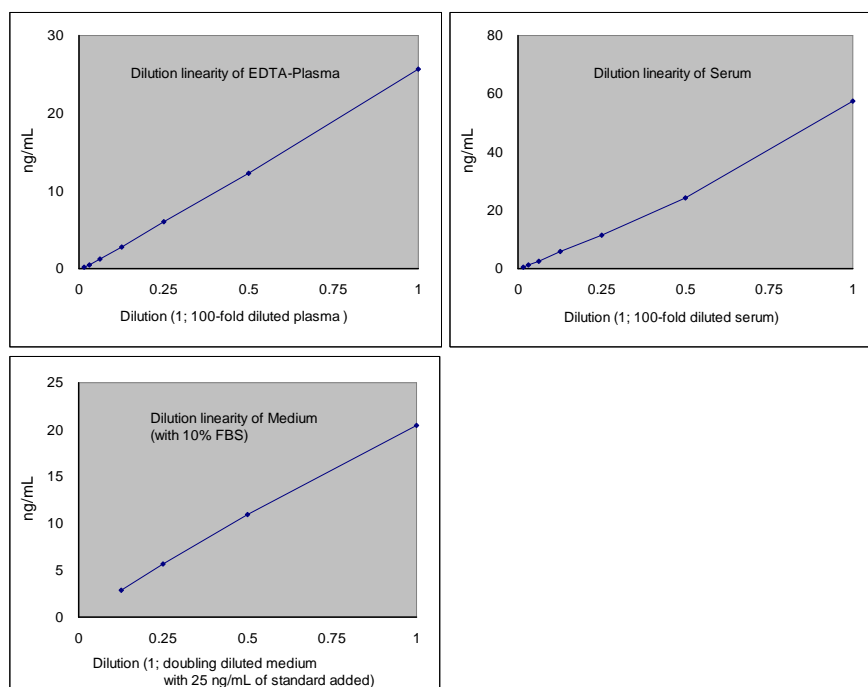 Dilution linearity of EDTA-Plasma
30
20
10
0
ng/mL
0 0.25 0.5 0.75 1
Dilution (1; 100-fold diluted plasma )
Dilution linearity of Serum
80
60
40
20
0
ng/mL
0 0.25 0.5 0.75 1
Dilution (1; 100-fold diluted serum)
Dilution linearity of Medium
(with 10% FBS)
25
20
15
10
5
0
ng/mL
0 0.25 0.5 0.75 1
Dilution (1; doubling diluted medium
with 25 ng/mL of standard added)